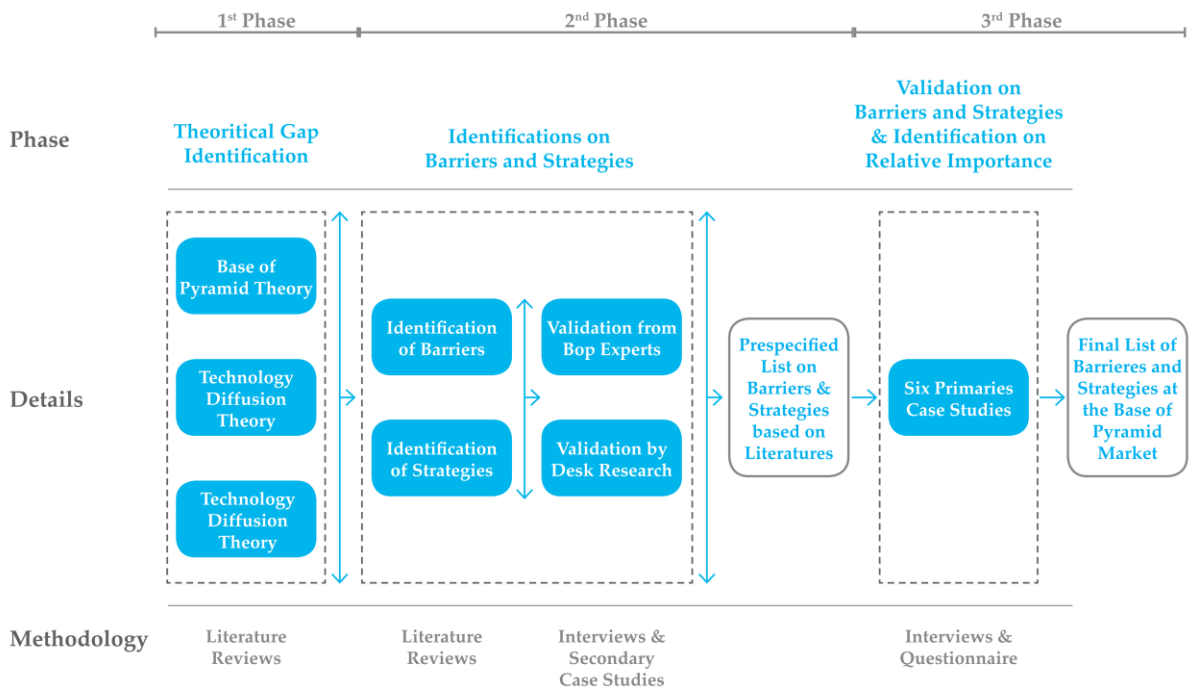 1st Phase
2nd Phase
3rd Phase
Phase
Theoritical Gap
Identification
Identifications on
Barriers and Strategies
Validation on
Barriers and Strategies
& Identification on
Relative Importance
Details
Base of
Pyramid Theory
Technology
Diffusion
Theory
Technology
Diffusion
Theory
Identification
of Barriers
Identification
of Strategies
Validation from
Bop Experts
Validation by
Desk Research
Prespecified
List on
Barriers &
Strategies
based on
Literatures
Six Primaries
Case Studies
Final List of
Barrieres and
Strategies at
the Base of
Pyramid
Market
Methodology
Literature
Reviews
Literature
Reviews
Interviews &
Secondary
Case Studies
Interviews &
Questionnaire